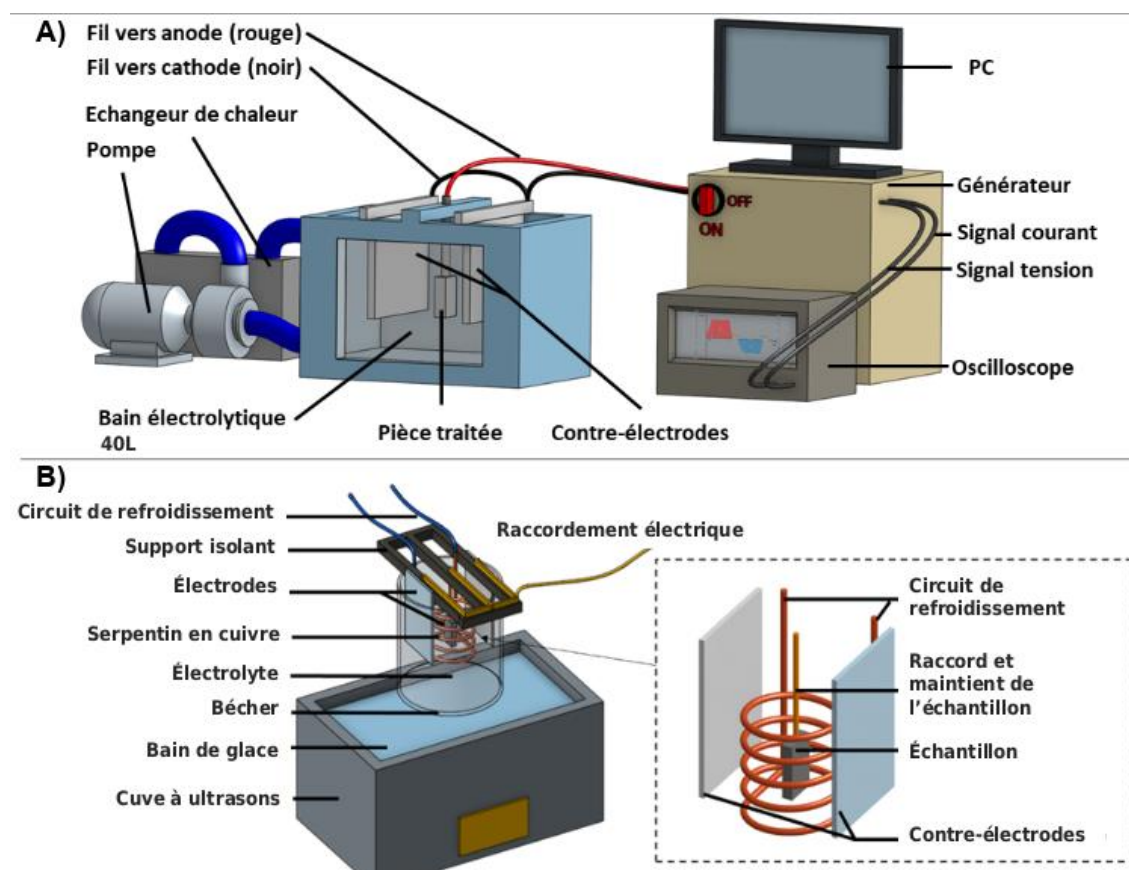 A)
Fil vers anode (rouge)
Fil vers cathode (noir)
Echangeur de chaleur
Pompe
PC
Générateur
OFF
ON
Signal courant
Signal tension
Oscilloscope
Bain électrolytique
40L
Pièce traitée
Contre-électrodes
B)
Circuit de refroidissement
Support isolant
Électrodes
Serpentin en cuivre
Électrolyte
Bécher
Bain de glace
Cuve à ultrasons
Raccordement électrique
Circuit de
refroidissement
Raccord et
maintient de
l'échantillon
Échantillon
Contre-électrodes